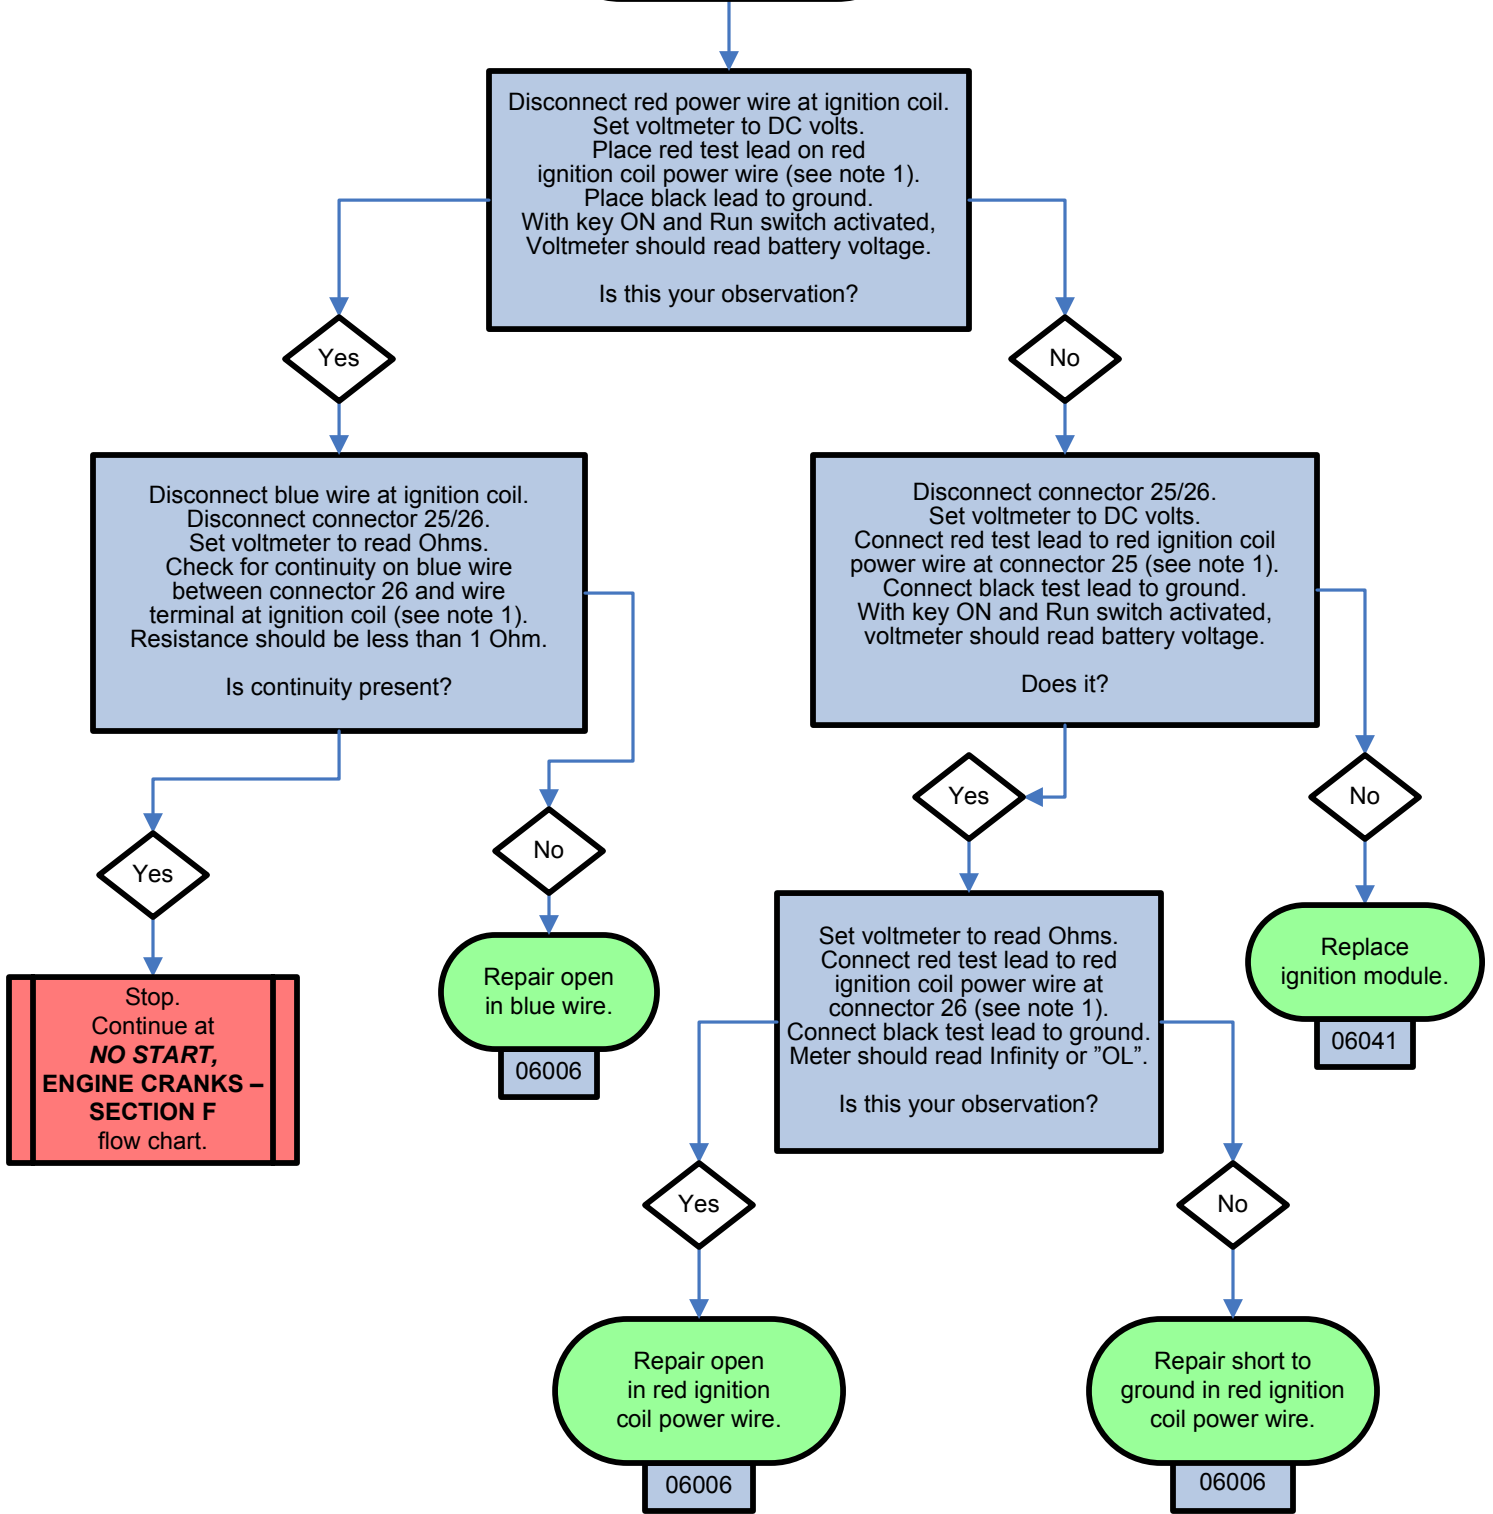 Disconnect red power wire at ignition coil.
Set voltmeter to DC volts.
Place red test lead on red
ignition coil power wire (see note 1).
Place black lead to ground.
With key ON and Run switch activated,
Voltmeter should read battery voltage.
Is this your observation?
Yes
No
Disconnect blue wire at ignition coil.
Disconnect connector 25/26.
Set voltmeter to read Ohms.
Check for continuity on blue wire
between connector 26 and wire
terminal at ignition coil (see note 1).
Resistance should be less than 1 Ohm.
Is continuity present?
Disconnect connector 25/26.
Set voltmeter to DC volts.
Connect red test lead to red ignition coil
power wire at connector 25 (see note 1).
Connect black test lead to ground.
With key ON and Run switch activated,
voltmeter should read battery voltage.
Does it?
Yes
No
Yes
No
Stop.
Continue at
NO START,
ENGINE CRANKS –
SECTION F
flow chart.
Repair open
in blue wire.
06006
Set voltmeter to read Ohms.
Connect red test lead to red
ignition coil power wire at
connector 26 (see note 1).
Connect black test lead to ground.
Meter should read Infinity or ”OL”.
Is this your observation?
Replace
ignition module.
06041
Yes
No
Repair open
in red ignition
coil power wire.
06006
Repair short to
ground in red ignition
coil power wire.
06006